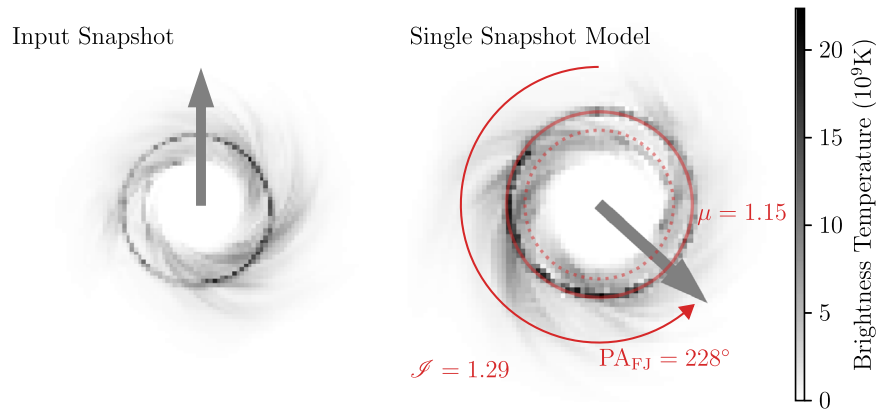 Input Snapshot
Single Snapshot Model
μ = 1.15
PA_FJ = 228°
ℐ = 1.29
20
15
10
5
0
Brightness Temperature (10⁹K)